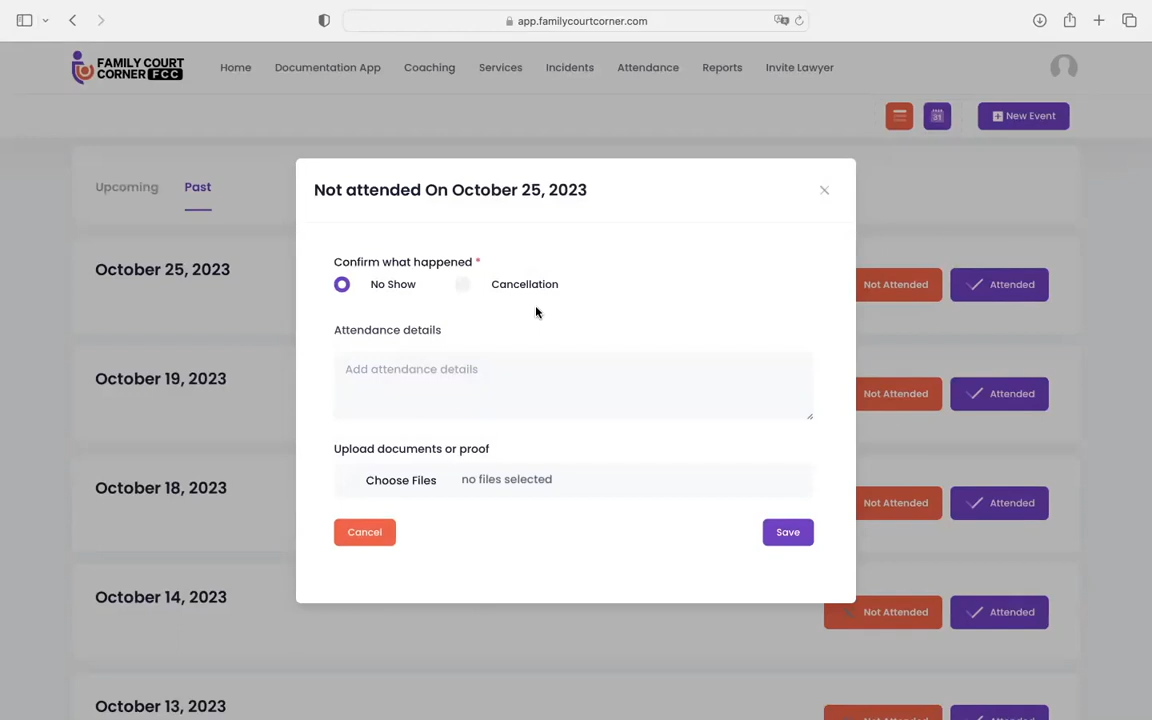 app.familycourtcorner.com
FAMILY COURT
CORNER FCC
Home
Documentation App
Coaching
Services
Incidents
Attendance
Reports
Invite Lawyer
31
New Event
Upcoming
Past
Not attended On October 25, 2023
Confirm what happened *
No Show
Cancellation
Attendance details
Add attendance details
Upload documents or proof
Choose Files
no files selected
Cancel
Save
October 25, 2023
Not Attended
Attended
October 19, 2023
Not Attended
Attended
October 18, 2023
Not Attended
Attended
October 14, 2023
Not Attended
Attended
October 13, 2023
Not Attended
Attended